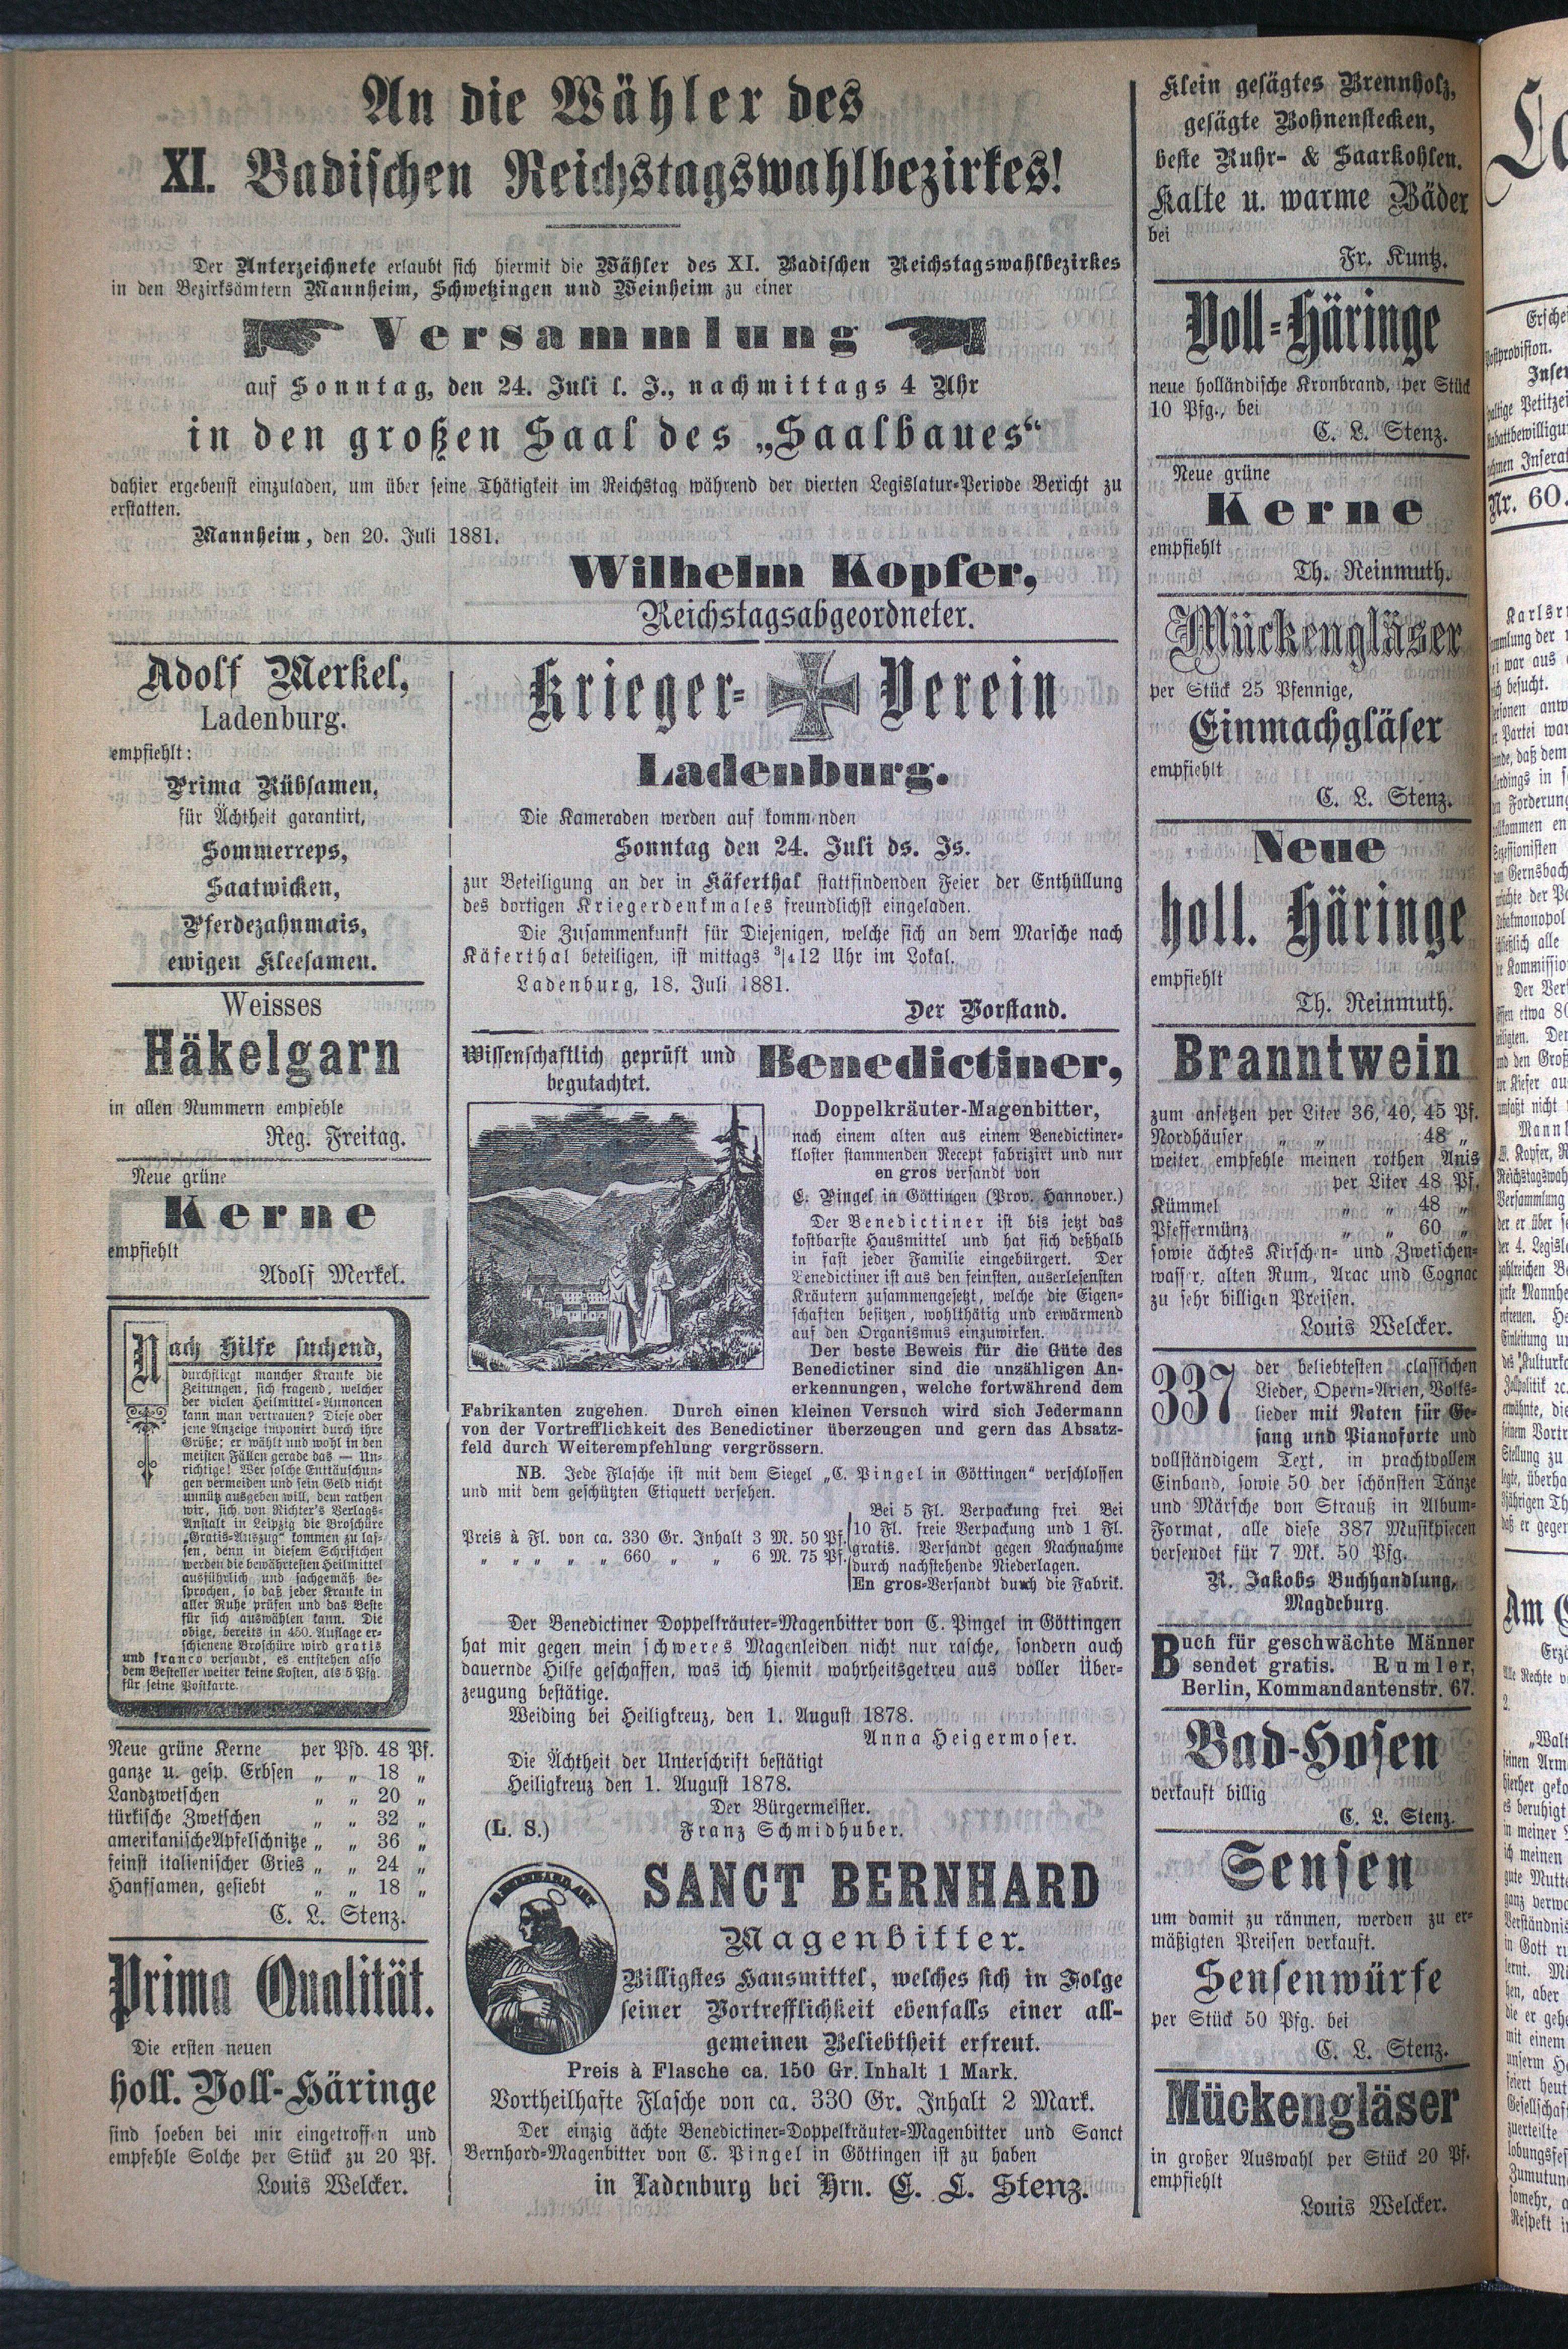 An die Wähler des
XI. Badischen Reichstagswahlbezirkes!
Der Unterzeichnete erlaubt sich hiermit die Wähler des XI. Badischen Reichstagswahlbezirkes
in den Bezirksämtern Mannheim, Schwetzingen und Weinheim zu einer
Versammlung
auf Sonntag, den 24. Juli l. J., nachmittags 4 Uhr
in den großen Saal des „Saalbaues“
dahier ergebenst einzuladen, um über seine Thätigkeit im Reichstag während der vierten Legislatur-Periode Bericht zu
erstatten.
Mannheim, den 20. Juli 1881.
Wilhelm Kopfer,
Reichstagsabgeordneter.
Adolf Merkel,
Ladenburg.
empfiehlt:
Prima Rübsamen,
für Ächtheit garantirt,
Sommerreps,
Saatwicken,
Pferdezahnmais,
ewigen Kleesamen.
Weisses
Häkelgarn
in allen Nummern empfehle
Reg. Freitag.
Neue grüne
Kerne
empfiehlt
Adolf Merkel.
Nach Hilfe suchend,
durchfliegt mancher Kranke die
Zeitungen, sich fragend, welcher
der vielen Heilmittel-Annoncen
kann man vertrauen? Diese oder
jene Anzeige imponirt durch ihre
Größe; er wählt und wohl in den
meisten Fällen gerade das — Un-
richtige! Wer solche Enttäuschun-
gen vermeiden und sein Geld nicht
unnütz ausgeben will, dem rathen
wir, sich von Richter's Verlags-
Anstalt in Leipzig die Broschüre
„Gratis-Auszug“ kommen zu las-
sen, denn in diesem Schriftchen
werden die bewährtesten Heilmittel
ausführlich und sachgemäß be-
sprochen, so daß jeder Kranke in
aller Ruhe prüfen und das Beste
für sich auswählen kann. Die
obige, bereits in 450. Auflage er-
schienene Broschüre wird gratis
und franco versandt, es entstehen also
dem Besteller weiter keine Kosten, als 5 Pfg.
für seine Postkarte.
Neue grüne Kerne per Pfd. 48 Pf.
ganze u. gesp. Erbsen „ „ 18 „
Landzwetschen „ „ 20 „
türkische Zwetschen „ „ 32 „
amerikanische Apfelschnitze „ „ 36 „
feinst italienischer Gries „ „ 24 „
Hanfsamen, gesiebt „ „ 18 „
C. L. Stenz.
Prima Qualität.
Die ersten neuen
holl. Voll-Häringe
sind soeben bei mir eingetroffen und
empfehle Solche per Stück zu 20 Pf.
Louis Welcker.
Krieger-Verein
Ladenburg.
Die Kameraden werden auf kommenden
Sonntag den 24. Juli ds. Js.
zur Beteiligung an der in Käferthal stattfindenden Feier der Enthüllung
des dortigen Kriegerdenkmales freundlichst eingeladen.
Die Zusammenkunft für Diejenigen, welche sich an dem Marsche nach
Käferthal beteiligen, ist mittags 3/4 12 Uhr im Lokal.
Ladenburg, 18. Juli 1881.
Der Vorstand.
Wissenschaftlich geprüft und
begutachtet.
Benedictiner,
Doppelkräuter-Magenbitter,
nach einem alten aus einem Benedictiner-
kloster stammenden Recept fabrizirt und nur
en gros versandt von
C. Pingel in Göttingen (Prov. Hannover.)
Der Benedictiner ist bis jetzt das
kostbarste Hausmittel und hat sich deßhalb
in fast jeder Familie eingebürgert. Der
Benedictiner ist aus den feinsten, auserlesensten
Kräutern zusammengesetzt, welche die Eigen-
schaften besitzen, wohlthätig und erwärmend
auf den Organismus einzuwirken.
Der beste Beweis für die Güte des
Benedictiner sind die unzähligen An-
erkennungen, welche fortwährend dem
Fabrikanten zugehen. Durch einen kleinen Versuch wird sich Jedermann
von der Vortrefflichkeit des Benedictiner überzeugen und gern das Absatz-
feld durch Weiterempfehlung vergrössern.
NB. Jede Flasche ist mit dem Siegel „C. Pingel in Göttingen“ verschlossen
und mit dem geschützten Etiquett versehen.
Preis à Fl. von ca. 330 Gr. Inhalt 3 M. 50 Pf.
„ „ „ „ „ 660 „ „ 6 M. 75 Pf.
Bei 5 Fl. Verpackung frei. Bei
10 Fl. freie Verpackung und 1 Fl.
gratis. Versandt gegen Nachnahme
durch nachstehende Niederlagen.
En gros-Versandt durch die Fabrik.
Der Benedictiner Doppelkräuter-Magenbitter von C. Pingel in Göttingen
hat mir gegen mein schweres Magenleiden nicht nur rasche, sondern auch
dauernde Hilfe geschaffen, was ich hiemit wahrheitsgetreu aus voller Über-
zeugung bestätige.
Weiding bei Heiligkreuz, den 1. August 1878.
Anna Heigermoser.
Die Ächtheit der Unterschrift bestätigt
Heiligkreuz den 1. August 1878.
Der Bürgermeister.
(L. S.) Franz Schmidhuber.
SANCT BERNHARD
Magenbitter.
Billigstes Hausmittel, welches sich in Folge
seiner Vortrefflichkeit ebenfalls einer all-
gemeinen Beliebtheit erfreut.
Preis à Flasche ca. 150 Gr. Inhalt 1 Mark.
Vortheilhafte Flasche von ca. 330 Gr. Inhalt 2 Mark.
Der einzig ächte Benedictiner-Doppelkräuter-Magenbitter und Sanct
Bernhard-Magenbitter von C. Pingel in Göttingen ist zu haben
in Ladenburg bei Hrn. C. L. Stenz.
Klein gesägtes Brennholz,
gesägte Bohnenstecken,
beste Ruhr- & Saarkohlen.
Kalte u. warme Bäder
bei
Fr. Kuntz.
Voll-Häringe
neue holländische Kronbrand, per Stück
10 Pfg., bei
C. L. Stenz.
Neue grüne
Kerne
empfiehlt
Th. Reinmuth.
Mückengläser
per Stück 25 Pfennige,
Einmachgläser
empfiehlt
C. L. Stenz.
Neue
holl. Häringe
empfiehlt
Th. Reinmuth.
Branntwein
zum ansetzen per Liter 36, 40, 45 Pf.
Nordhäuser „ „ 48 „
weiter empfehle meinen rothen Anis
per Liter 48 Pf.
Kümmel „ „ 48 „
Pfeffermünz „ „ 60 „
sowie ächtes Kirschen- und Zwetschen-
wasser, alten Rum, Arac und Cognac
zu sehr billigen Preisen.
Louis Welcker.
337 der beliebtesten classischen
Lieder, Opern-Arien, Volks-
lieder mit Noten für Ge-
sang und Pianoforte und
vollständigem Text, in prachtvollem
Einband, sowie 50 der schönsten Tänze
und Märsche von Strauß in Album-
Format, alle diese 387 Musikpiecen
versendet für 7 Mk. 50 Pfg.
R. Jakobs Buchhandlung,
Magdeburg.
Buch für geschwächte Männer
sendet gratis. Rumler,
Berlin, Kommandantenstr. 67.
Bad-Hosen
verkauft billig
C. L. Stenz.
Sensen
um damit zu räumen, werden zu er-
mäßigten Preisen verkauft.
Sensenwürfe
per Stück 50 Pfg. bei
C. L. Stenz.
Mückengläser
in großer Auswahl per Stück 20 Pf.
empfiehlt
Louis Welcker.
Nr. 60.